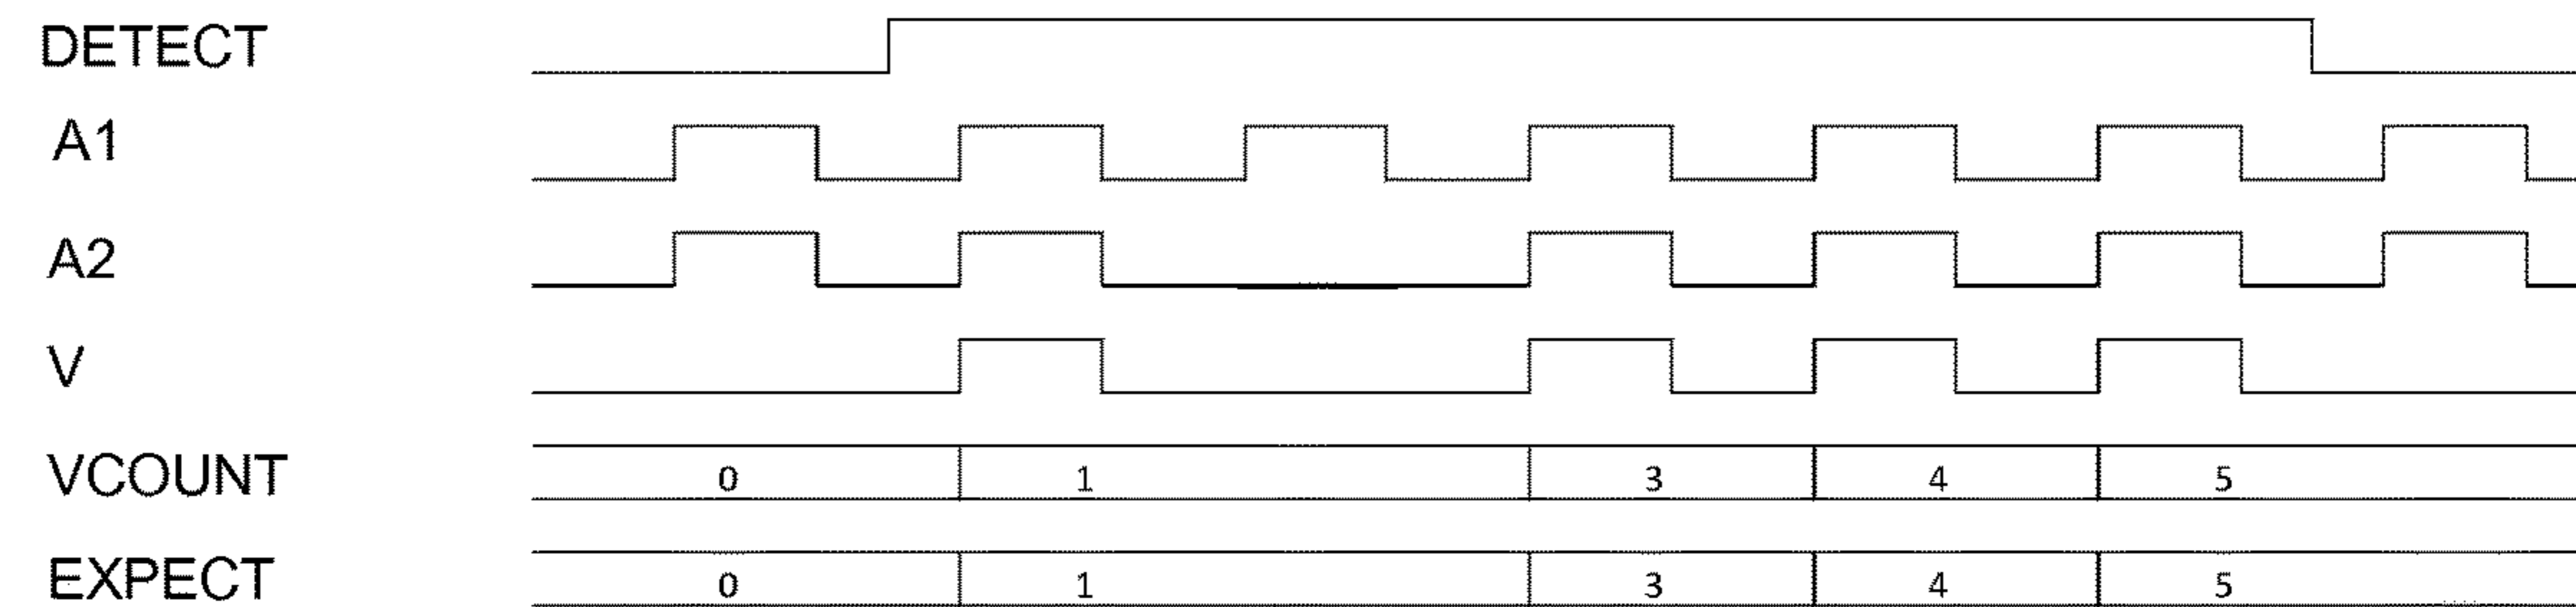 DETECT
A1
A2
V
VCOUNT 0 1 3 4 5
EXPECT 0 1 3 4 5